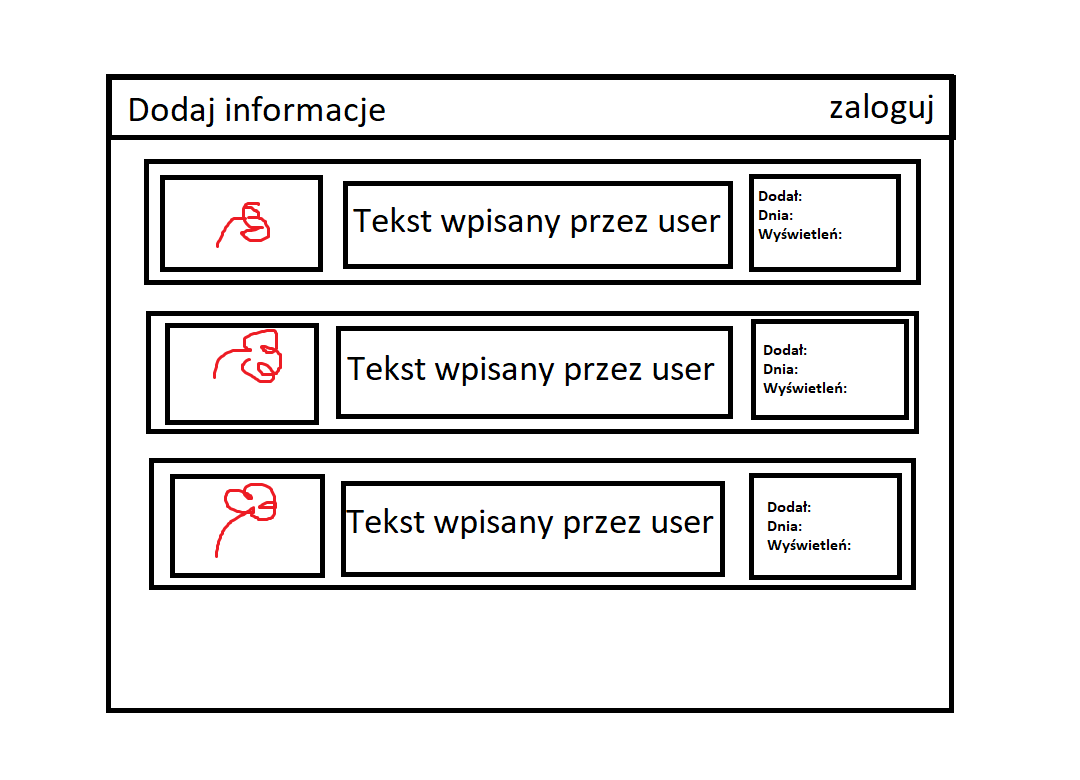 Dodaj informacje
zaloguj
Tekst wpisany przez user
Dodał:
Dnia:
Wyświetleń:
Tekst wpisany przez user
Dodał:
Dnia:
Wyświetleń:
Tekst wpisany przez user
Dodał:
Dnia:
Wyświetleń: